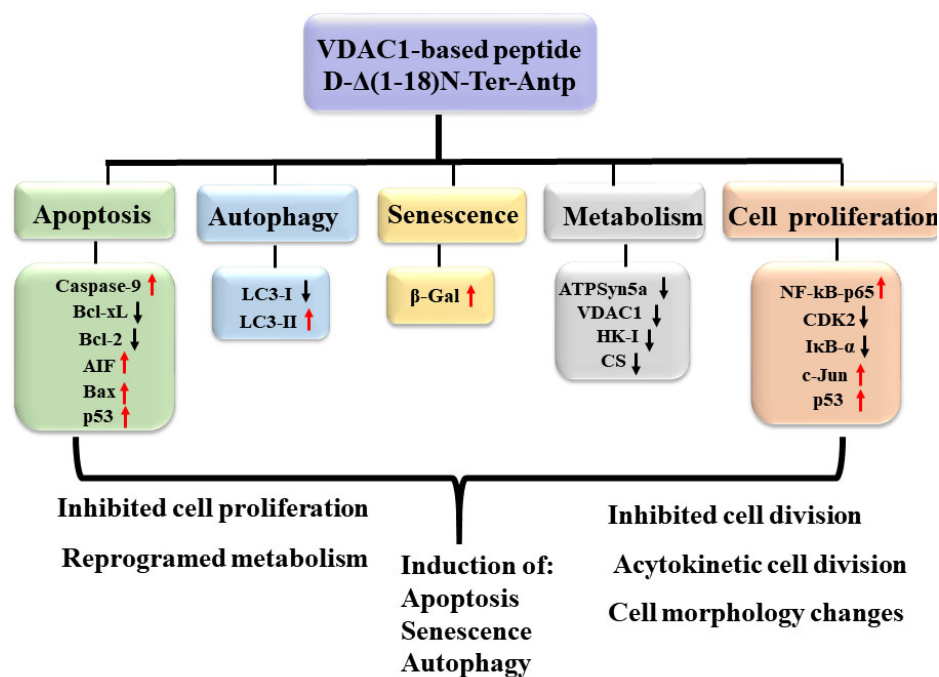 VDAC1-based peptide
D-Δ(1-18)N-Ter-Antp
Apoptosis
Autophagy
Senescence
Metabolism
Cell proliferation
Caspase-9 ↑
Bcl-xL ↓
Bcl-2 ↓
AIF ↑
Bax ↑
p53 ↑
LC3-I ↓
LC3-II ↑
β-Gal ↑
ATPSyn5a ↓
VDAC1 ↓
HK-I ↓
CS ↓
NF-kB-p65 ↑
CDK2 ↓
IκB-α ↓
c-Jun ↑
p53 ↑
Inhibited cell proliferation
Reprogramed metabolism
Induction of:
Apoptosis
Senescence
Autophagy
Inhibited cell division
Acytokinetic cell division
Cell morphology changes